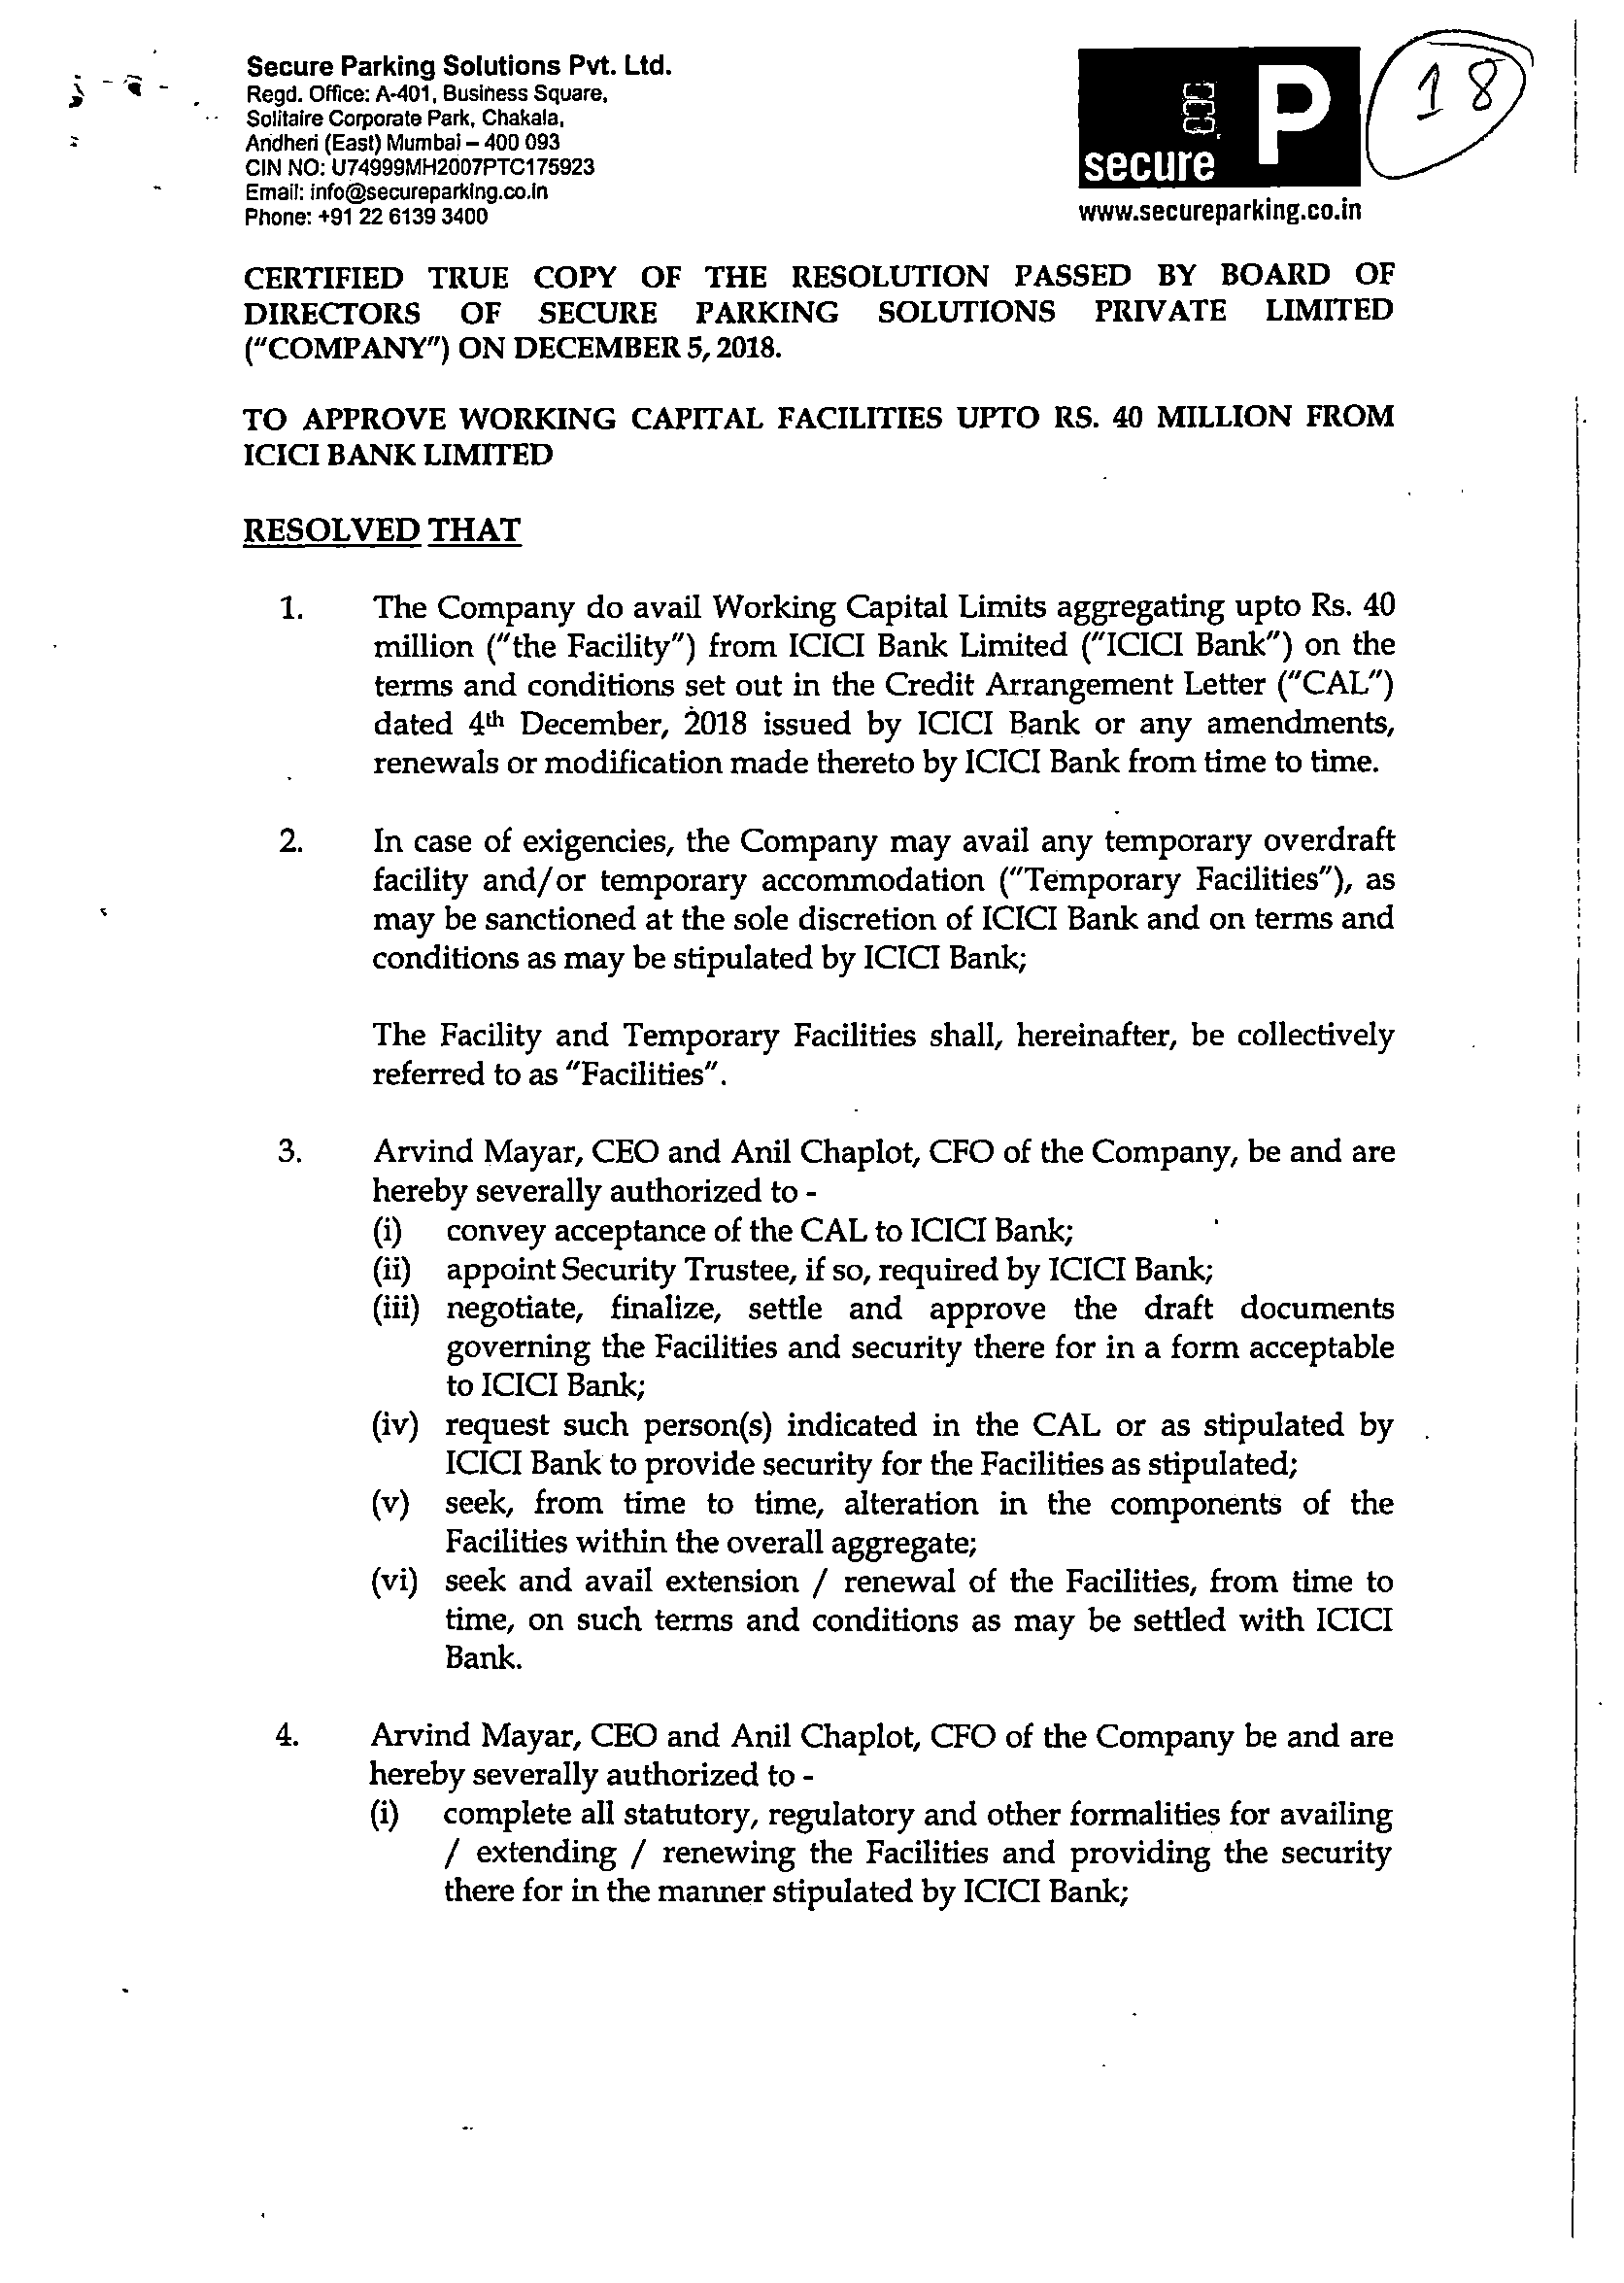 Secure Parking Solutions Pvt. Ltd.
Regd. Office: A-401, Business Square,
Solitaire Corporate Park, Chakala,
Andheri (East) Mumbai – 400 093
CIN NO: U74999MH2007PTC175923
Email: info@secureparking.co.in
Phone: +91 22 6139 3400
secure P
www.secureparking.co.in
18
CERTIFIED TRUE COPY OF THE RESOLUTION PASSED BY BOARD OF
DIRECTORS OF SECURE PARKING SOLUTIONS PRIVATE LIMITED
("COMPANY") ON DECEMBER 5, 2018.
TO APPROVE WORKING CAPITAL FACILITIES UPTO RS. 40 MILLION FROM
ICICI BANK LIMITED
RESOLVED THAT
1. The Company do avail Working Capital Limits aggregating upto Rs. 40
million ("the Facility") from ICICI Bank Limited ("ICICI Bank") on the
terms and conditions set out in the Credit Arrangement Letter ("CAL")
dated 4th December, 2018 issued by ICICI Bank or any amendments,
renewals or modification made thereto by ICICI Bank from time to time.
2. In case of exigencies, the Company may avail any temporary overdraft
facility and/or temporary accommodation ("Temporary Facilities"), as
may be sanctioned at the sole discretion of ICICI Bank and on terms and
conditions as may be stipulated by ICICI Bank;
The Facility and Temporary Facilities shall, hereinafter, be collectively
referred to as "Facilities".
3. Arvind Mayar, CEO and Anil Chaplot, CFO of the Company, be and are
hereby severally authorized to -
(i) convey acceptance of the CAL to ICICI Bank;
(ii) appoint Security Trustee, if so, required by ICICI Bank;
(iii) negotiate, finalize, settle and approve the draft documents
governing the Facilities and security there for in a form acceptable
to ICICI Bank;
(iv) request such person(s) indicated in the CAL or as stipulated by
ICICI Bank to provide security for the Facilities as stipulated;
(v) seek, from time to time, alteration in the components of the
Facilities within the overall aggregate;
(vi) seek and avail extension / renewal of the Facilities, from time to
time, on such terms and conditions as may be settled with ICICI
Bank.
4. Arvind Mayar, CEO and Anil Chaplot, CFO of the Company be and are
hereby severally authorized to -
(i) complete all statutory, regulatory and other formalities for availing
/ extending / renewing the Facilities and providing the security
there for in the manner stipulated by ICICI Bank;